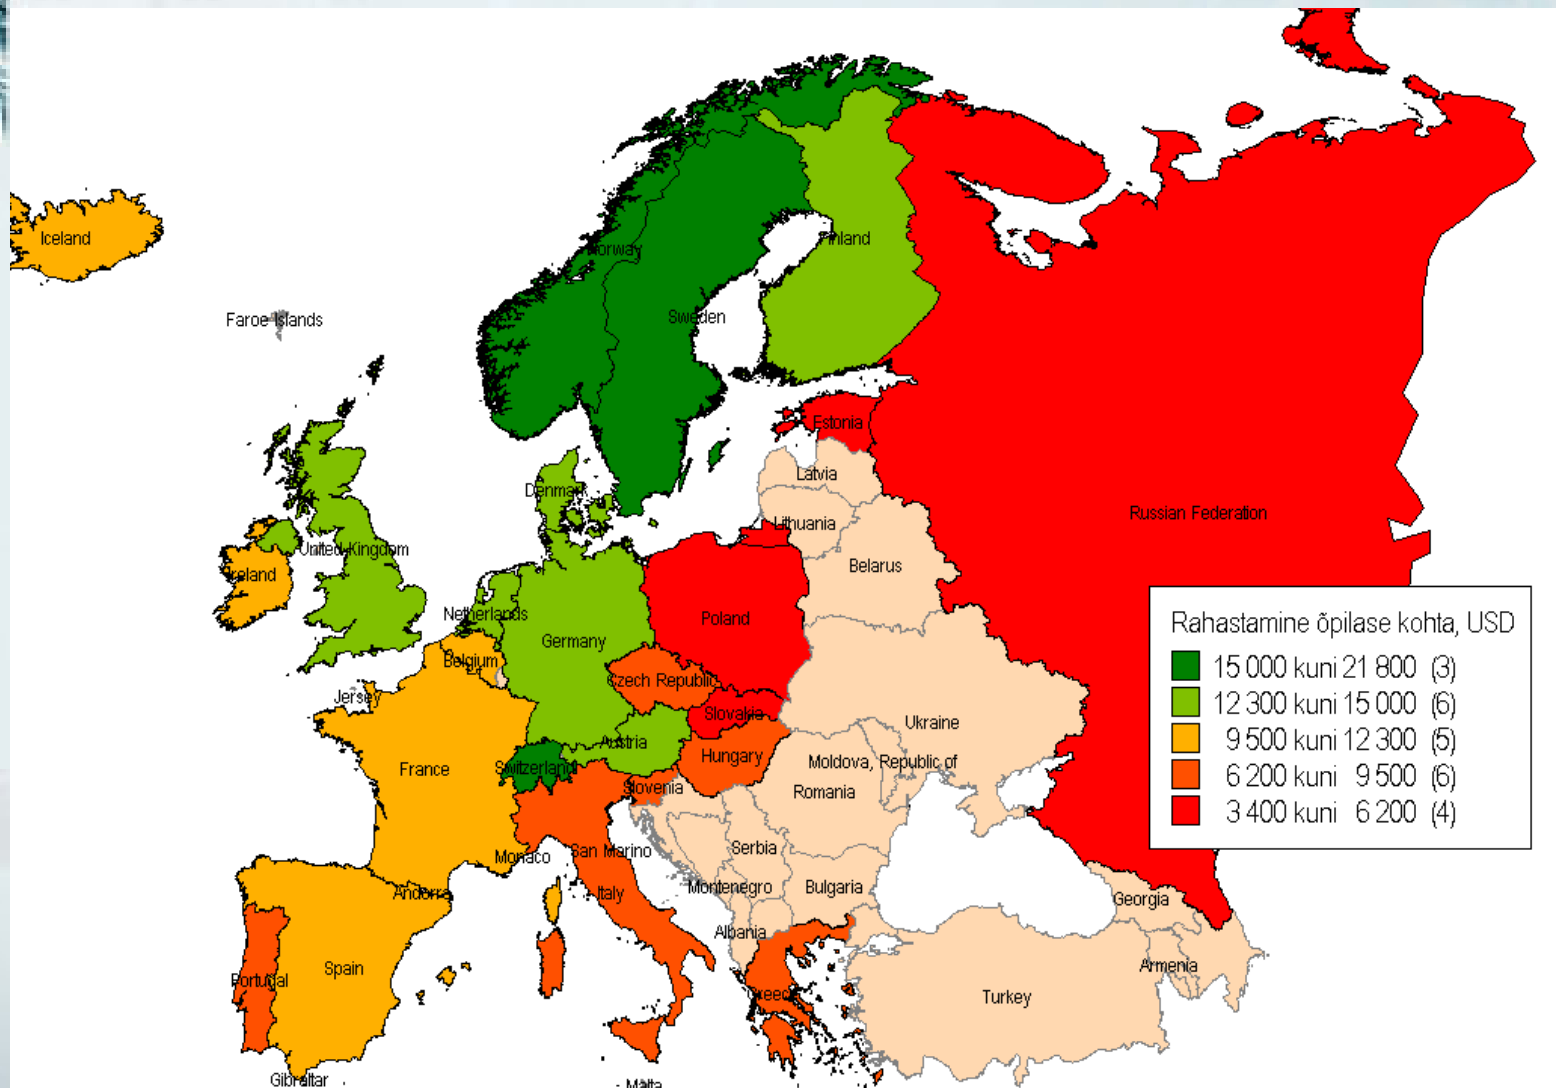 Iceland
Norway
Finland
Faroe Islands
Sweden
Estonia
Latvia
Denmark
Lithuania
Russian Federation
United Kingdom
Ireland
Belarus
Netherlands
Poland
Germany
Belgium
Czech Republic
Jersey
Slovakia
Ukraine
Austria
Hungary
France
Switzerland
Moldova, Republic of
Slovenia
Romania
Monaco
San Marino
Serbia
Andorra
Italy
Montenegro
Bulgaria
Georgia
Albania
Portugal
Spain
Armenia
Greece
Turkey
Gibraltar
Malta
Rahastamine õpilase kohta, USD
15 000 kuni 21 800 (3)
12 300 kuni 15 000 (6)
9 500 kuni 12 300 (5)
6 200 kuni 9 500 (6)
3 400 kuni 6 200 (4)